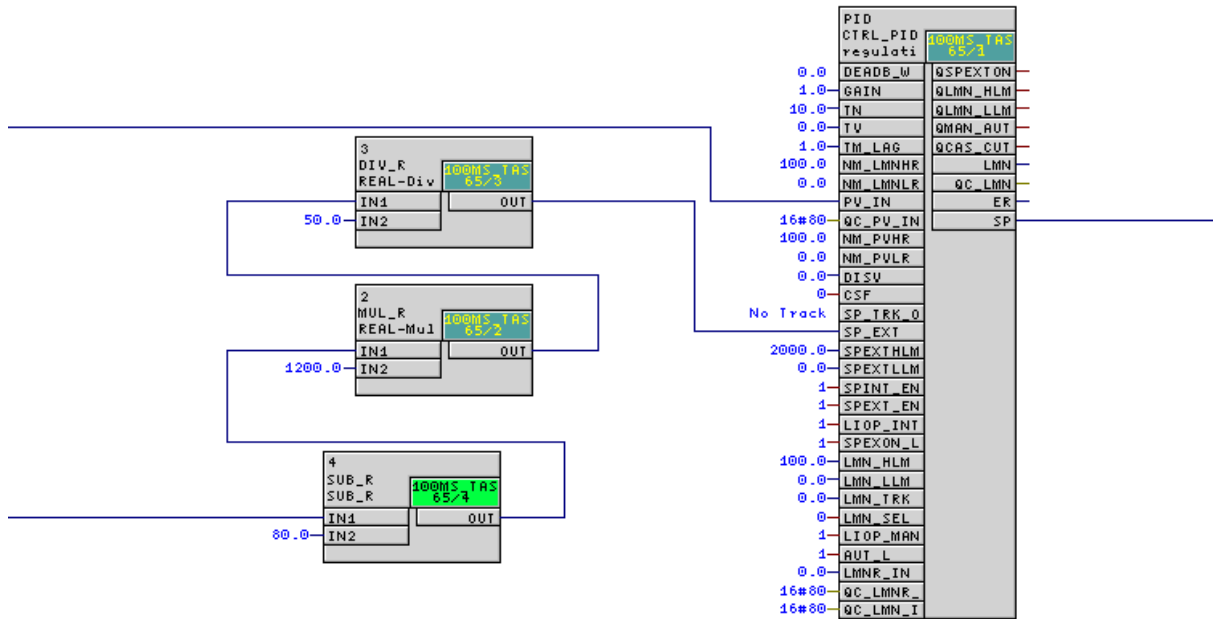 PID
CTRL_PID
regulati
100MS_TAS
65/1
0.0 DEADB_W QSPEXTON
1.0 GAIN QLMN_HLM
10.0 TN QLMN_LLM
0.0 TV QMAN_AUT
1.0 TM_LAG QCAS_CUT
100.0 NM_LMNHR LMN
0.0 NM_LMNLR QC_LMN
PV_IN ER
16#80 QC_PV_IN SP
100.0 NM_PVHR
0.0 NM_PVLR
0.0 DISV
0 CSF
No Track SP_TRK_O
SP_EXT
2000.0 SPEXTHLM
0.0 SPEXTLLM
1 SPINT_EN
1 SPEXT_EN
1 LIOP_INT
1 SPEXON_L
100.0 LMN_HLM
0.0 LMN_LLM
0.0 LMN_TRK
0 LMN_SEL
1 LIOP_MAN
1 AUT_L
0.0 LMNR_IN
16#80 QC_LMNR_
16#80 QC_LMN_I
3
DIV_R
REAL-Div
100MS_TAS
65/3
IN1 OUT
50.0 IN2
2
MUL_R
REAL-Mul
100MS_TAS
65/2
IN1 OUT
1200.0 IN2
4
SUB_R
SUB_R
100MS_TAS
65/4
IN1 OUT
80.0 IN2